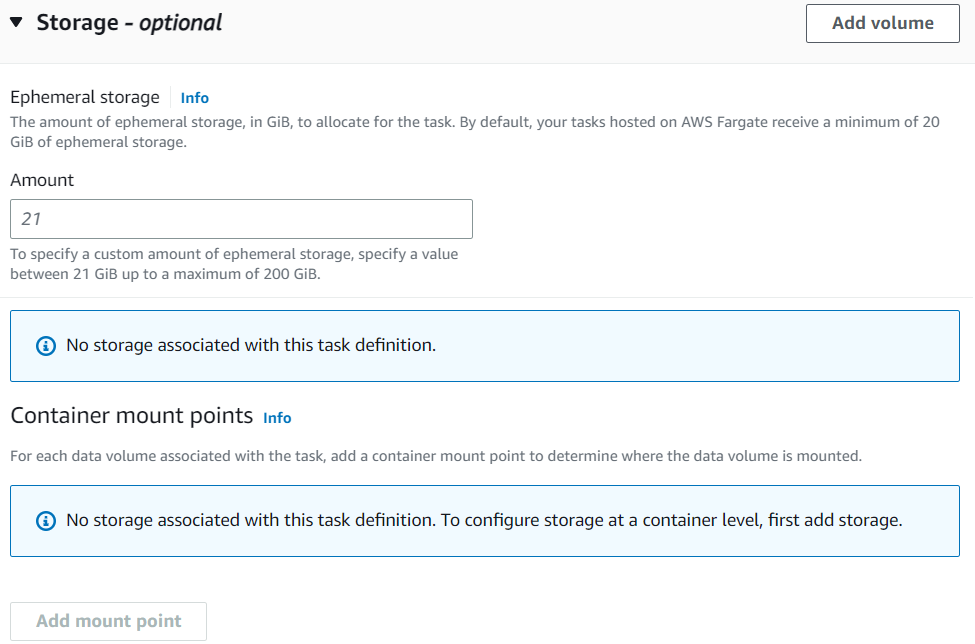 Storage - optional
Add volume
Ephemeral storage
Info
The amount of ephemeral storage, in GiB, to allocate for the task. By default, your tasks hosted on AWS Fargate receive a minimum of 20
GiB of ephemeral storage.
Amount
21
To specify a custom amount of ephemeral storage, specify a value
between 21 GiB up to a maximum of 200 GiB.
No storage associated with this task definition.
Container mount points
Info
For each data volume associated with the task, add a container mount point to determine where the data volume is mounted.
No storage associated with this task definition. To configure storage at a container level, first add storage.
Add mount point